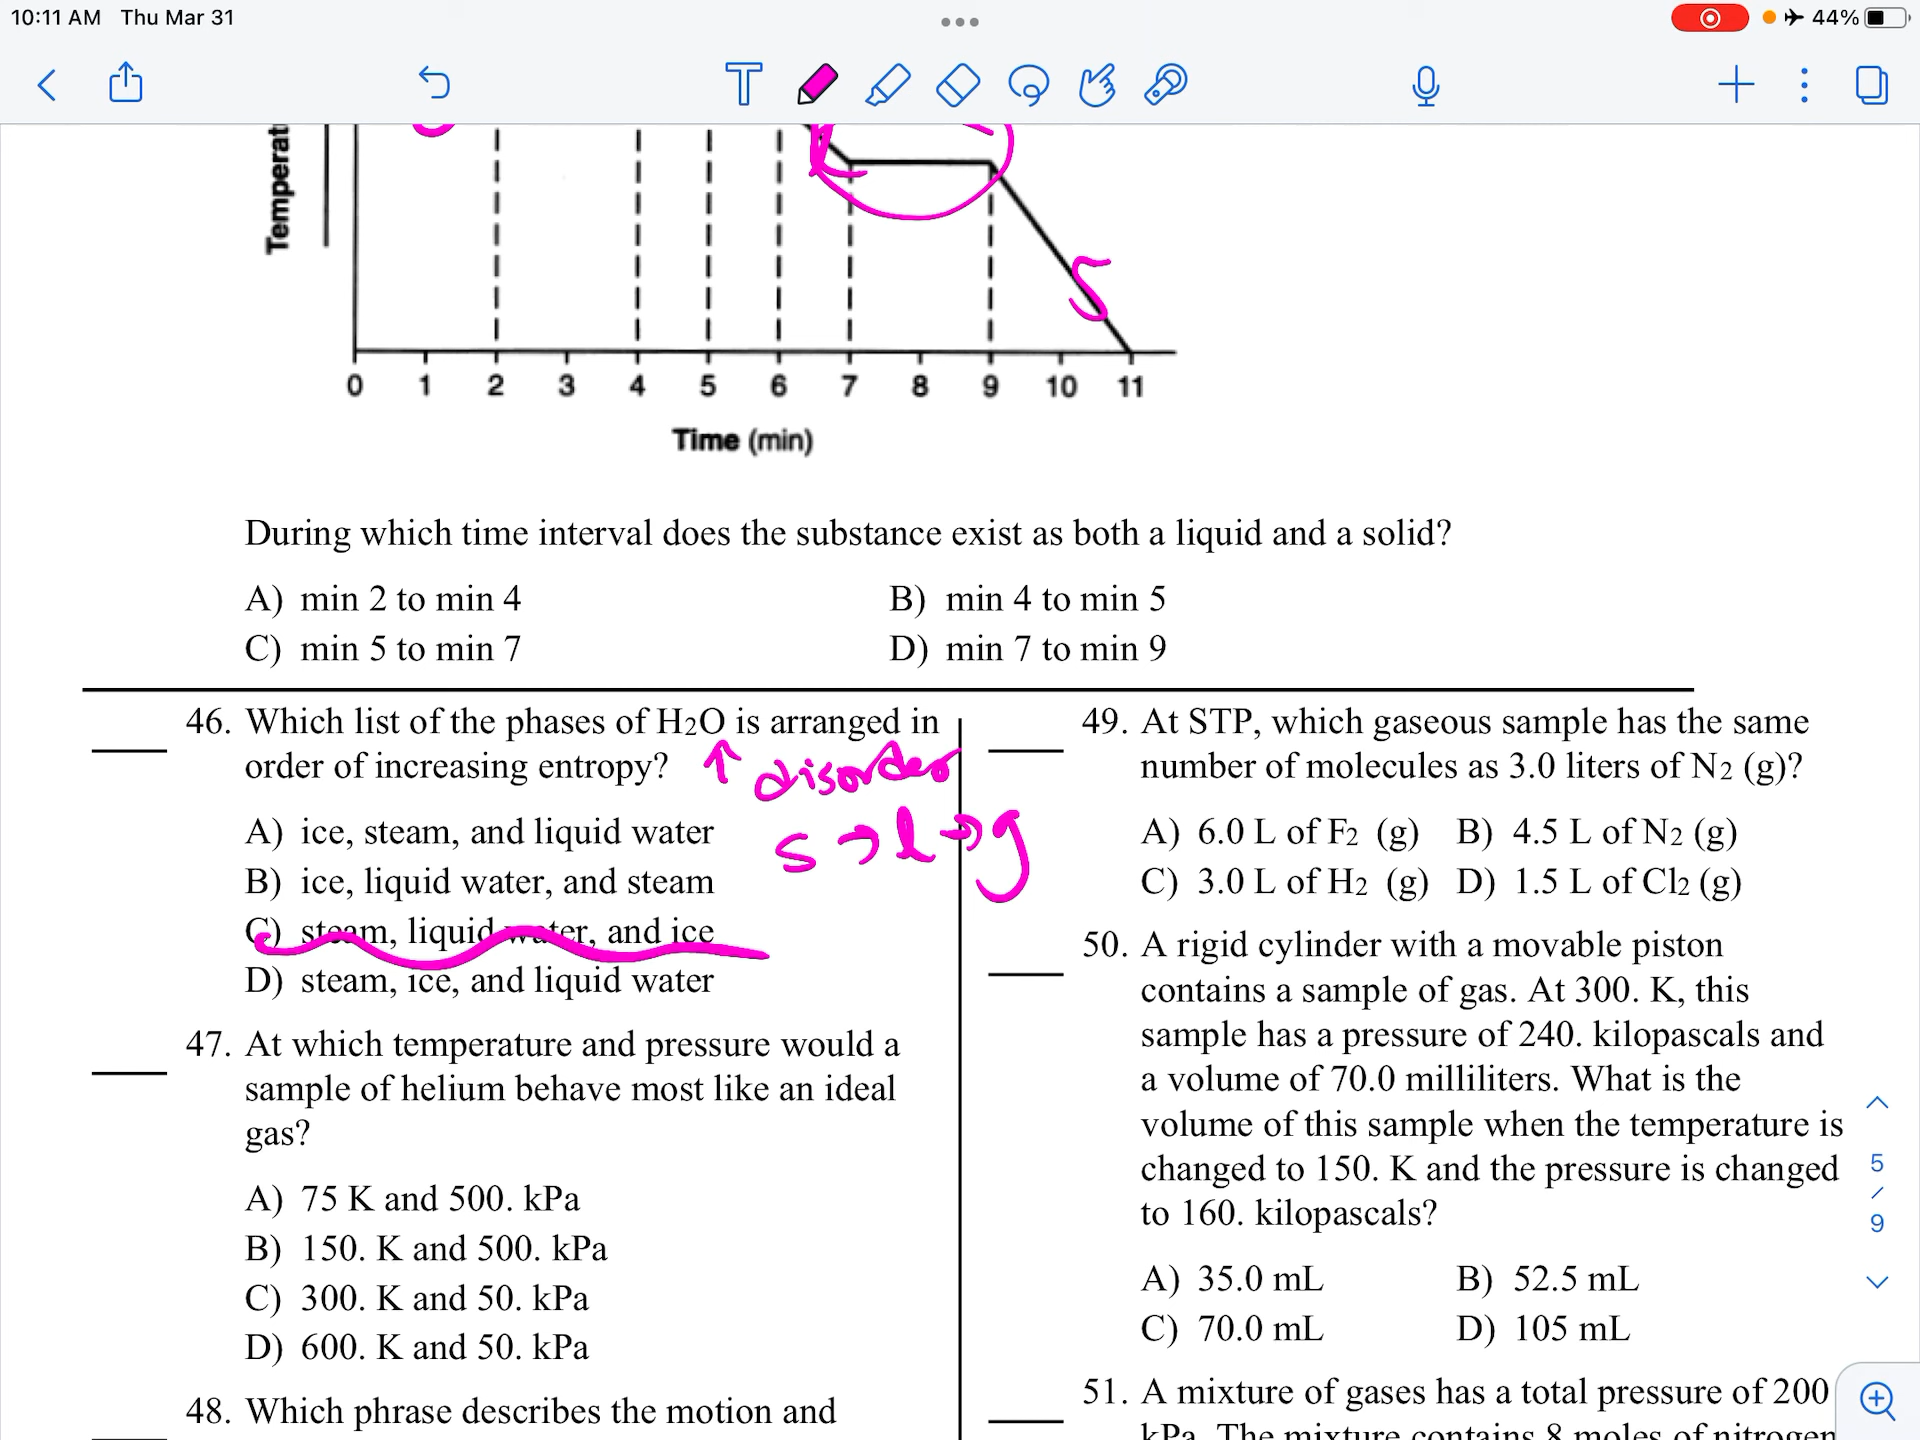 10:11 AM Thu Mar 31
44%
T
Temperat
0 1 2 3 4 5 6 7 8 9 10 11
Time (min)
S
During which time interval does the substance exist as both a liquid and a solid?
A) min 2 to min 4
B) min 4 to min 5
C) min 5 to min 7
D) min 7 to min 9
46. Which list of the phases of H2O is arranged in
order of increasing entropy? ↑ disorder
s → l → g
A) ice, steam, and liquid water
B) ice, liquid water, and steam
C) steam, liquid water, and ice
D) steam, ice, and liquid water
47. At which temperature and pressure would a
sample of helium behave most like an ideal
gas?
A) 75 K and 500. kPa
B) 150. K and 500. kPa
C) 300. K and 50. kPa
D) 600. K and 50. kPa
48. Which phrase describes the motion and
49. At STP, which gaseous sample has the same
number of molecules as 3.0 liters of N2 (g)?
A) 6.0 L of F2 (g) B) 4.5 L of N2 (g)
C) 3.0 L of H2 (g) D) 1.5 L of Cl2 (g)
50. A rigid cylinder with a movable piston
contains a sample of gas. At 300. K, this
sample has a pressure of 240. kilopascals and
a volume of 70.0 milliliters. What is the
volume of this sample when the temperature is
changed to 150. K and the pressure is changed
to 160. kilopascals?
A) 35.0 mL B) 52.5 mL
C) 70.0 mL D) 105 mL
51. A mixture of gases has a total pressure of 200
kPa. The mixture contains 8 moles of nitrogen
5
/
9